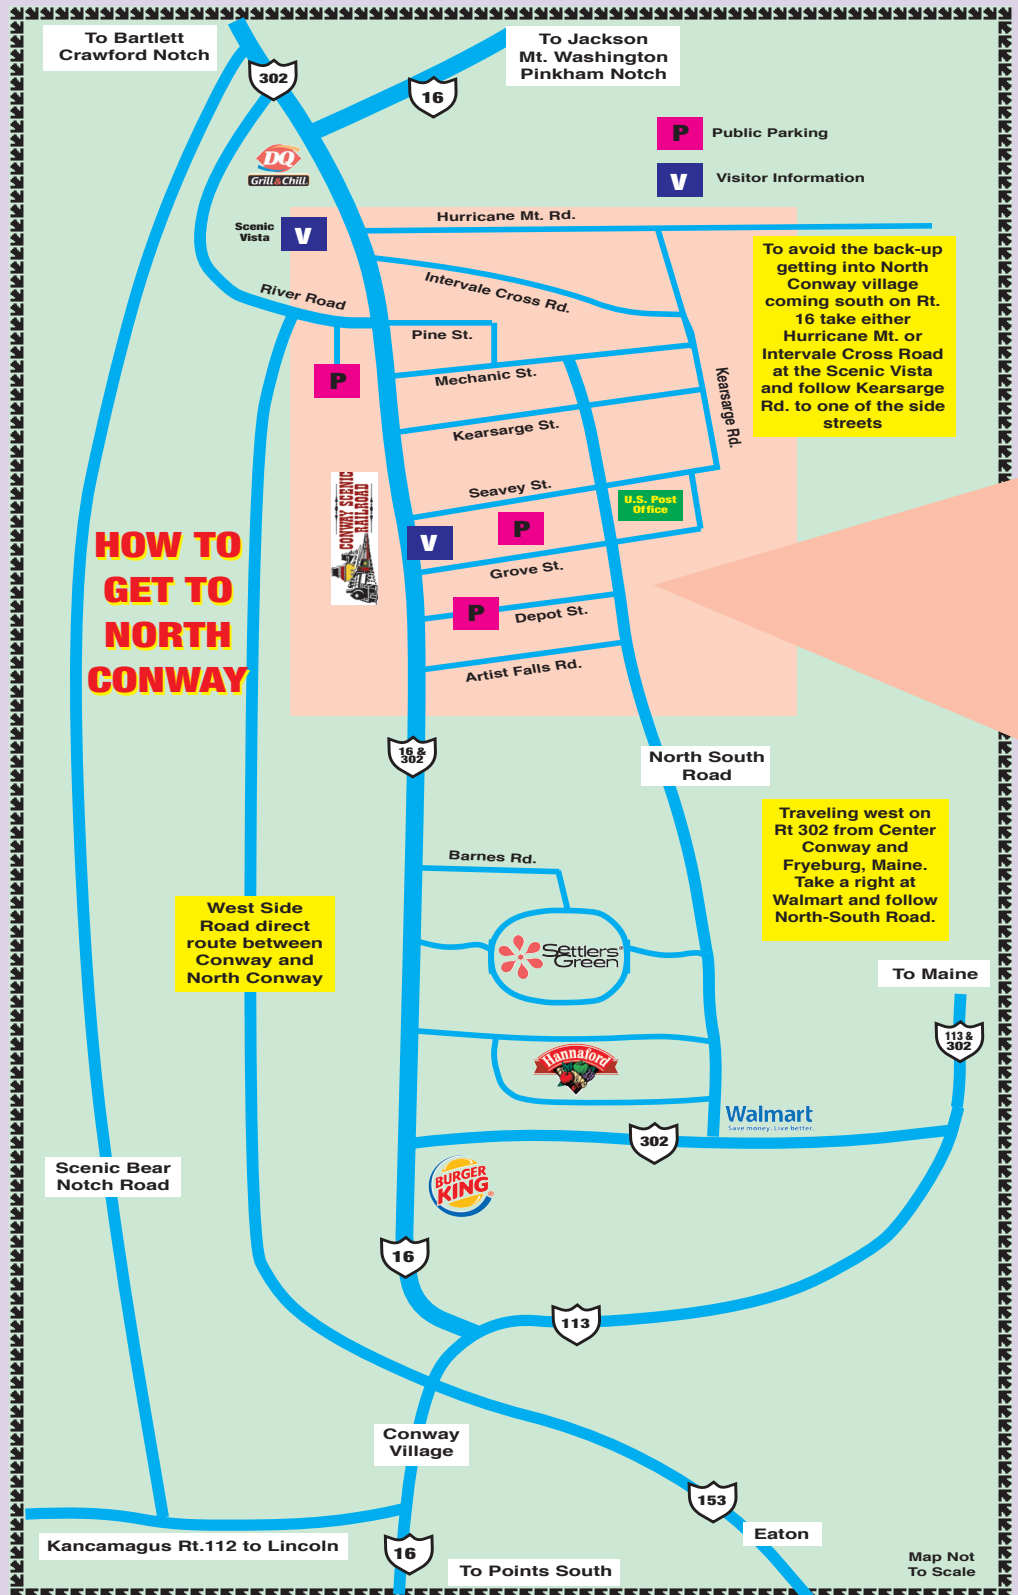 To Bartlett
Crawford Notch
302
16
To Jackson
Mt. Washington
Pinkham Notch
P Public Parking
V Visitor Information
DQ
Grill&Chill
Scenic
Vista
V
Hurricane Mt. Rd.
Intervale Cross Rd.
River Road
Pine St.
P
Mechanic St.
Kearsarge St.
Kearsarge Rd.
To avoid the back-up
getting into North
Conway village
coming south on Rt.
16 take either
Hurricane Mt. or
Intervale Cross Road
at the Scenic Vista
and follow Kearsarge
Rd. to one of the side
streets
Seavey St.
U.S. Post
Office
CONWAY SCENIC
RAILROAD
V
P
Grove St.
P
Depot St.
Artist Falls Rd.
HOW TO
GET TO
NORTH
CONWAY
16 &
302
North South
Road
Traveling west on
Rt 302 from Center
Conway and
Fryeburg, Maine.
Take a right at
Walmart and follow
North-South Road.
Barnes Rd.
Settlers'
Green
West Side
Road direct
route between
Conway and
North Conway
To Maine
113 &
302
Hannaford
Walmart
Save money. Live better.
302
Scenic Bear
Notch Road
BURGER
KING®
16
113
Conway
Village
153
Eaton
Kancamagus Rt.112 to Lincoln
16
To Points South
Map Not
To Scale